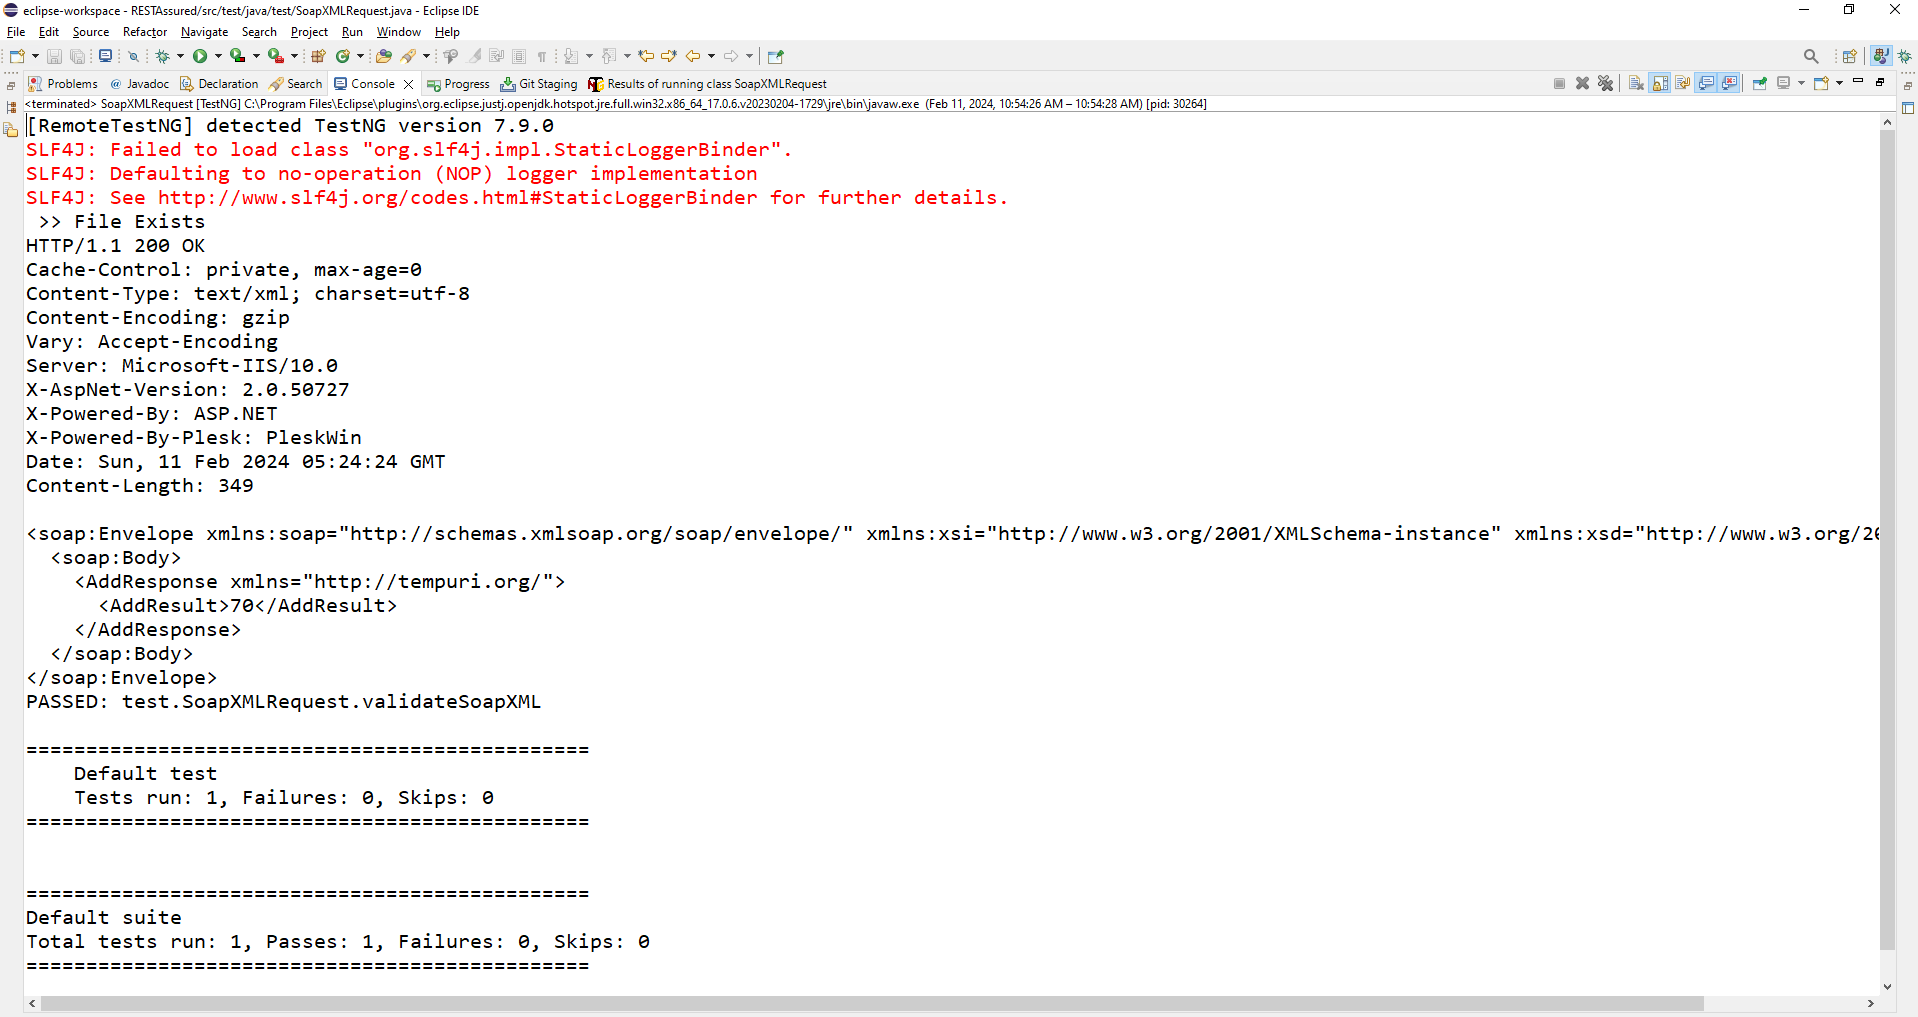 eclipse-workspace - RESTAssured/src/test/java/test/SoapXMLRequest.java - Eclipse IDE
File Edit Source Refactor Navigate Search Project Run Window Help
Problems @ Javadoc Declaration Search Console Progress Git Staging Results of running class SoapXMLRequest
<terminated> SoapXMLRequest [TestNG] C:\Program Files\Eclipse\plugins\org.eclipse.justj.openjdk.hotspot.jre.full.win32.x86_64_17.0.6.v20230204-1729\jre\bin\javaw.exe (Feb 11, 2024, 10:54:26 AM – 10:54:28 AM) [pid: 30264]
[RemoteTestNG] detected TestNG version 7.9.0
SLF4J: Failed to load class "org.slf4j.impl.StaticLoggerBinder".
SLF4J: Defaulting to no-operation (NOP) logger implementation
SLF4J: See http://www.slf4j.org/codes.html#StaticLoggerBinder for further details.
 >> File Exists
HTTP/1.1 200 OK
Cache-Control: private, max-age=0
Content-Type: text/xml; charset=utf-8
Content-Encoding: gzip
Vary: Accept-Encoding
Server: Microsoft-IIS/10.0
X-AspNet-Version: 2.0.50727
X-Powered-By: ASP.NET
X-Powered-By-Plesk: PleskWin
Date: Sun, 11 Feb 2024 05:24:24 GMT
Content-Length: 349
<soap:Envelope xmlns:soap="http://schemas.xmlsoap.org/soap/envelope/" xmlns:xsi="http://www.w3.org/2001/XMLSchema-instance" xmlns:xsd="http://www.w3.org/20
  <soap:Body>
    <AddResponse xmlns="http://tempuri.org/">
      <AddResult>70</AddResult>
    </AddResponse>
  </soap:Body>
</soap:Envelope>
PASSED: test.SoapXMLRequest.validateSoapXML
===============================================
    Default test
    Tests run: 1, Failures: 0, Skips: 0
===============================================
===============================================
Default suite
Total tests run: 1, Passes: 1, Failures: 0, Skips: 0
===============================================